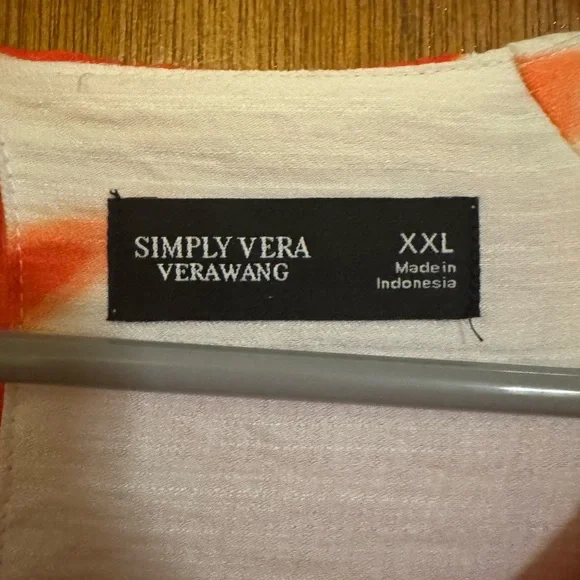 SIMPLY VERA
VERAWANG
XXL
Made in
Indonesia